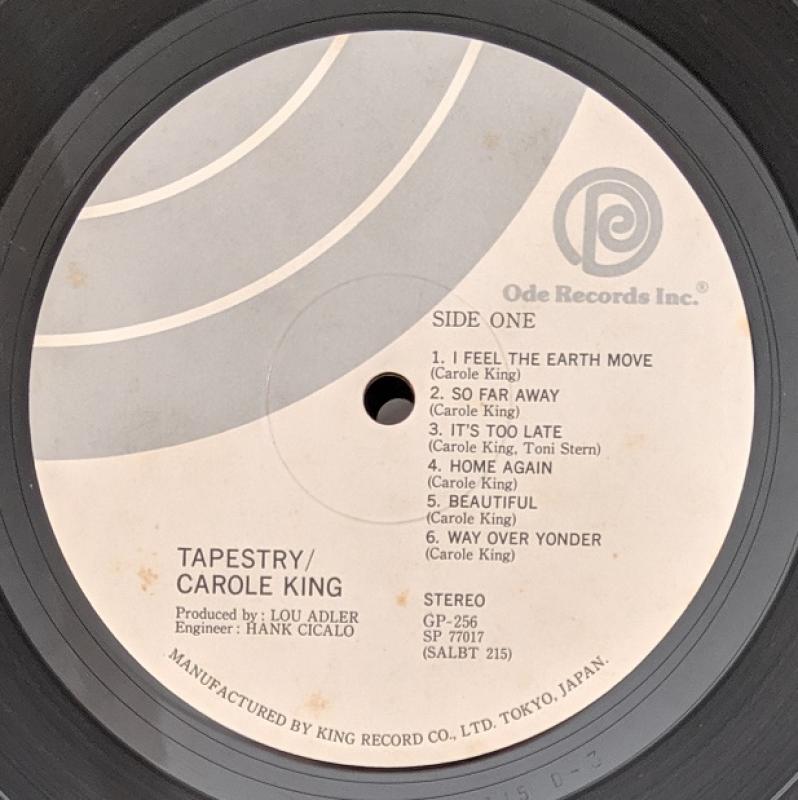 Ode Records Inc.®
SIDE ONE
1. I FEEL THE EARTH MOVE
(Carole King)
2. SO FAR AWAY
(Carole King)
3. IT'S TOO LATE
(Carole King, Toni Stern)
4. HOME AGAIN
(Carole King)
5. BEAUTIFUL
(Carole King)
6. WAY OVER YONDER
(Carole King)
TAPESTRY/
CAROLE KING
Produced by : LOU ADLER
Engineer : HANK CICALO
STEREO
GP-256
SP 77017
(SALBT 215)
MANUFACTURED BY KING RECORD CO., LTD. TOKYO, JAPAN.